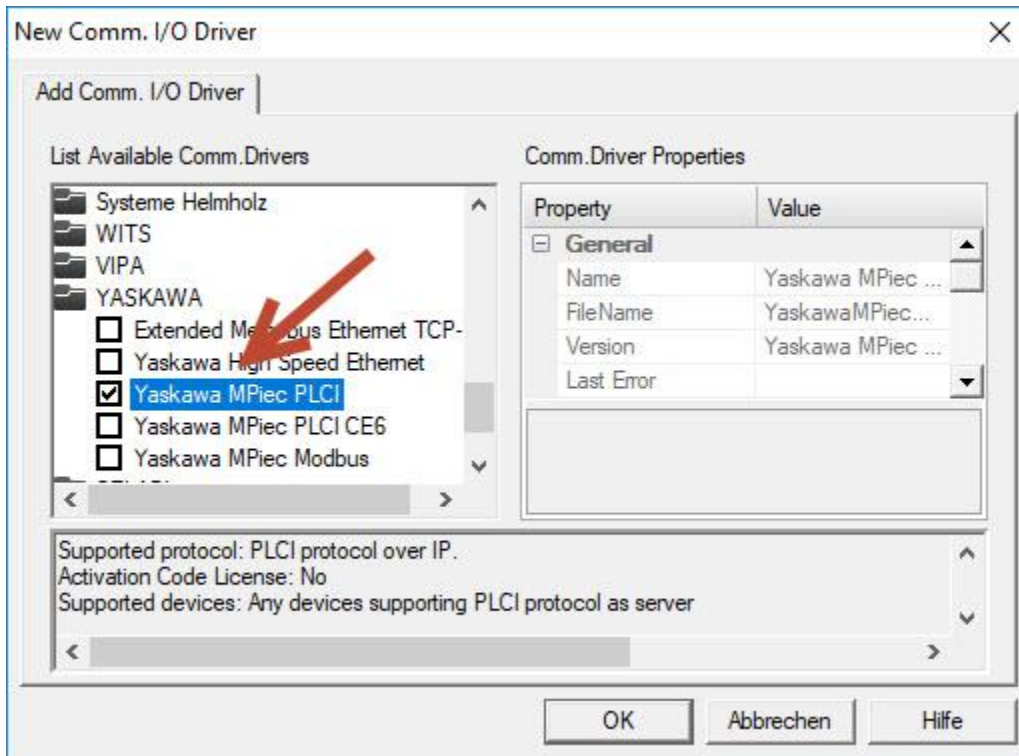 New Comm. I/O Driver
Add Comm. I/O Driver
List Available Comm.Drivers
Systeme Helmholz
WITS
VIPA
YASKAWA
Extended Ethernet TCP-
Yaskawa High Speed Ethernet
Yaskawa MPiec PLCI
Yaskawa MPiec PLCI CE6
Yaskawa MPiec Modbus
Comm.Driver Properties
Property Value
General
Name Yaskawa MPiec ...
FileName YaskawaMPiec...
Version Yaskawa MPiec ...
Last Error
Supported protocol: PLCI protocol over IP.
Activation Code License: No
Supported devices: Any devices supporting PLCI protocol as server
OK Abbrechen Hilfe